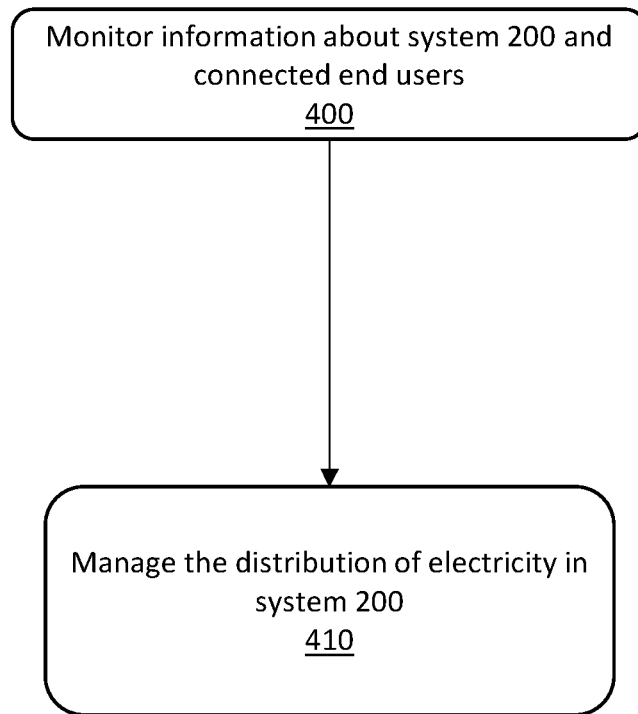 Monitor information about system 200 and
connected end users
400
Manage the distribution of electricity in
system 200
410